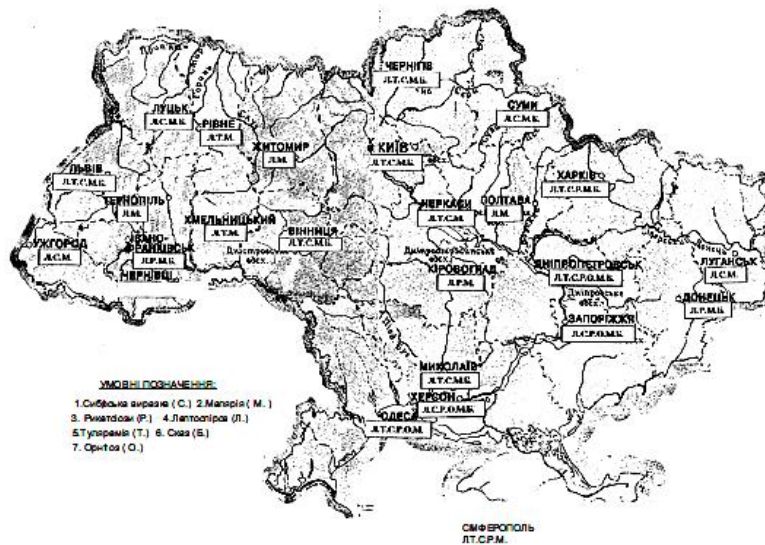 ЧЕРНІГІВ
Л.Т.С.М.Б.
СУМИ
Л.С.М.Б.
ЛУЦЬК
Л.С.М.Б.
РІВНЕ
Л.Т.М.
ЖИТОМИР
Л.М.
КИЇВ
Л.Т.С.М.Б.
ХАРКІВ
Л.Т.С.Р.М.Б.
ЛЬВІВ
Л.Т.С.М.Б.
ТЕРНОПІЛЬ
Л.М.
ХМЕЛЬНИЦЬКИЙ
Л.Т.М.
ВІННИЦЯ
Л.Т.С.М.Б.
ЧЕРКАСИ
Л.Т.С.М.
ПОЛТАВА
Л.М.
УЖГОРОД
Л.С.М.
ІВАНО-
ФРАНКІВСЬК
Л.Р.М.Б.
ЧЕРНІВЦІ
КІРОВОГРАД
Л.Р.М.
ДНІПРОПЕТРОВСЬК
Л.Т.С.Р.О.М.Б.
ЛУГАНСЬК
Л.С.М.
ДОНЕЦЬК
Л.Р.М.Б.
ЗАПОРІЖЖЯ
Л.С.Р.О.М.Б.
МИКОЛАЇВ
Л.Т.С.М.Б.
ХЕРСОН
Л.С.Р.О.М.Б.
ОДЕСА
Л.Т.С.Р.О.М.
УМОВНІ ПОЗНАЧЕННЯ:
1.Сибірська виразка ( С.) 2.Малярія ( М. )
3. Рикетсіози (Р.) 4.Лептоспіроз ( Л.)
5.Туляремія ( Т.) 6. Сказ ( Б.)
7. Орнітоз ( О.)
СІМФЕРОПОЛЬ
Л.Т.С.Р.М.